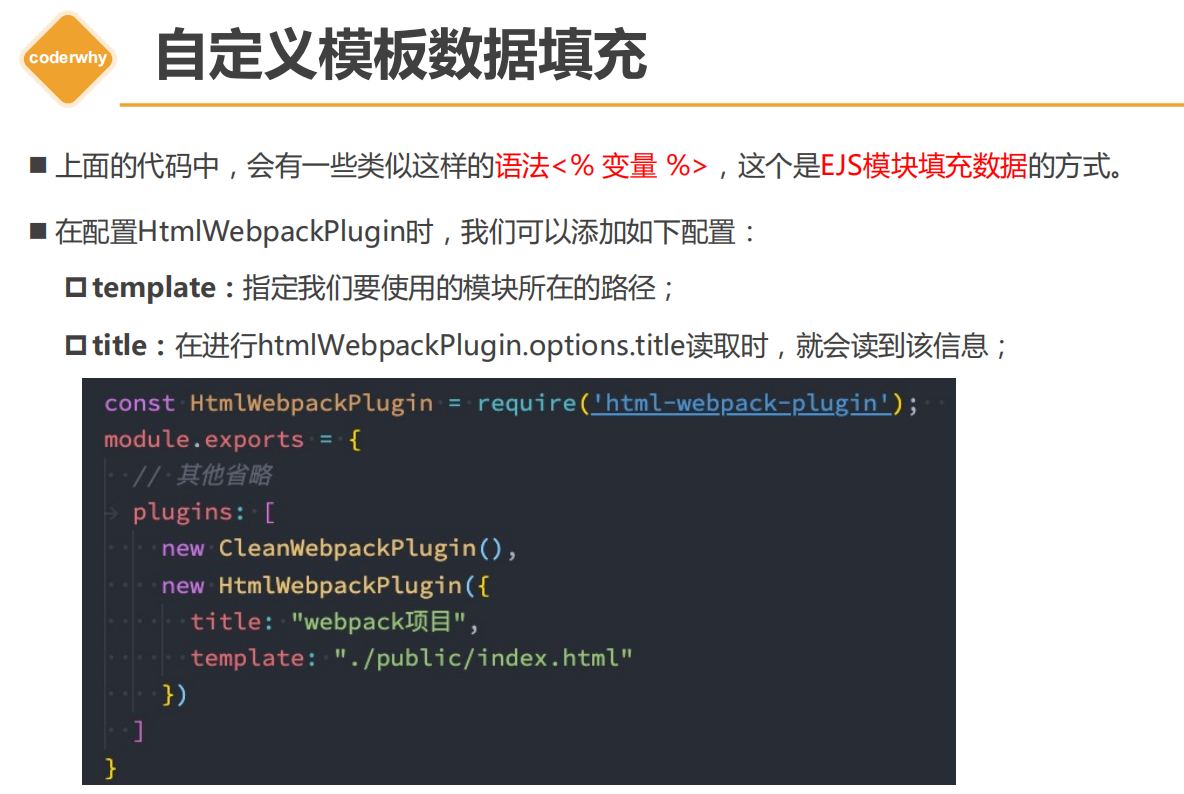 coderwhy
自定义模板数据填充
上面的代码中，会有一些类似这样的语法<% 变量 %>，这个是EJS模块填充数据的方式。
在配置HtmlWebpackPlugin时，我们可以添加如下配置：
template：指定我们要使用的模块所在的路径；
title：在进行htmlWebpackPlugin.options.title读取时，就会读到该信息；
const HtmlWebpackPlugin = require('html-webpack-plugin');
module.exports = {
  // 其他省略
  plugins: [
    new CleanWebpackPlugin(),
    new HtmlWebpackPlugin({
      title: "webpack项目",
      template: "./public/index.html"
    })
  ]
}